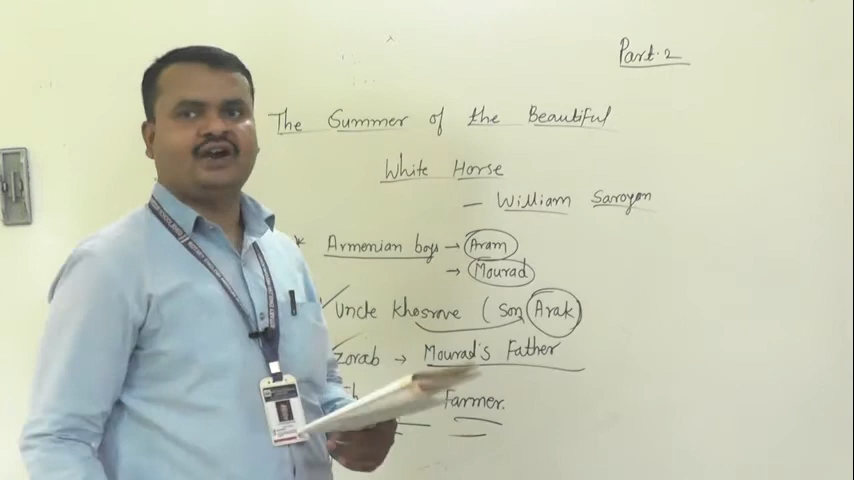 Part.2
The Summer of the Beautiful
White Horse
— William Saroyan
* Armenian boys → Aram
→ Mourad
✓ Uncle Khosrove ( Son Arak
Zorab → Mourad's Father
Farmer.